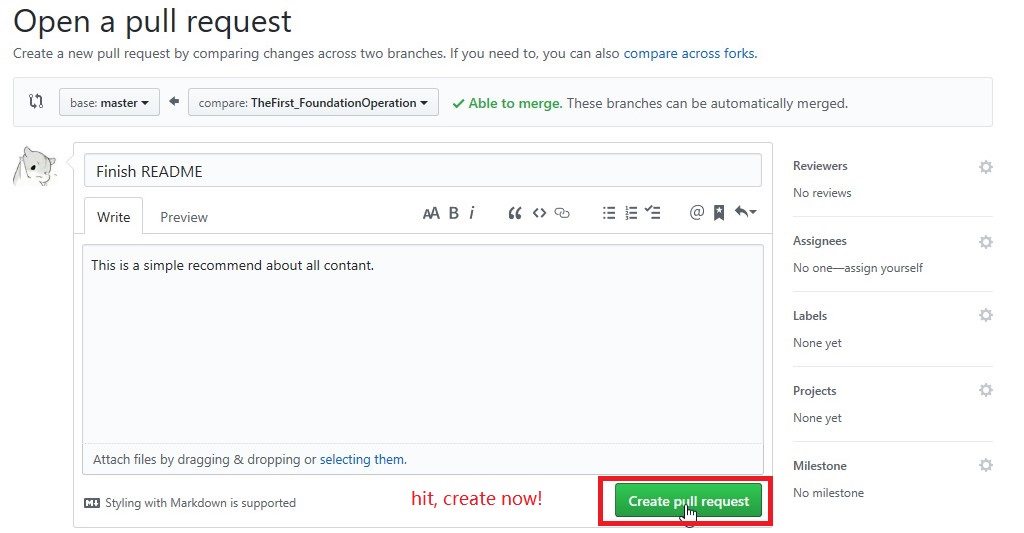 Open a pull request
Create a new pull request by comparing changes across two branches. If you need to, you can also compare across forks.
base: master compare: TheFirst_FoundationOperation Able to merge. These branches can be automatically merged.
Finish README
Write Preview
AA B i @
This is a simple recommend about all contant.
Attach files by dragging & dropping or selecting them.
Styling with Markdown is supported
hit, create now!
Create pull request
Reviewers
No reviews
Assignees
No one—assign yourself
Labels
None yet
Projects
None yet
Milestone
No milestone